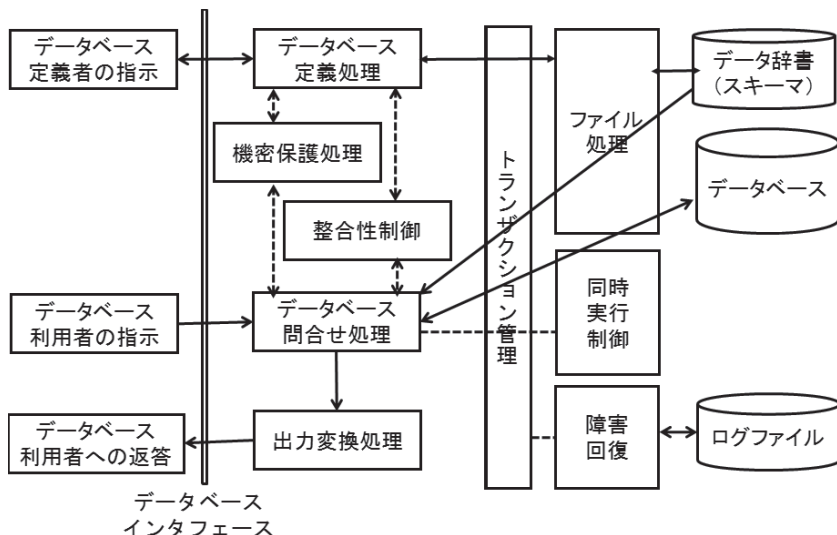 データベース
定義者の指示
データベース
定義処理
データ辞書
（スキーマ）
機密保護処理
ファイル
処理
データベース
整合性制御
トランザクション管理
データベース
利用者の指示
データベース
問合せ処理
同時
実行
制御
データベース
利用者への返答
出力変換処理
障害
回復
ログファイル
データベース
インタフェース